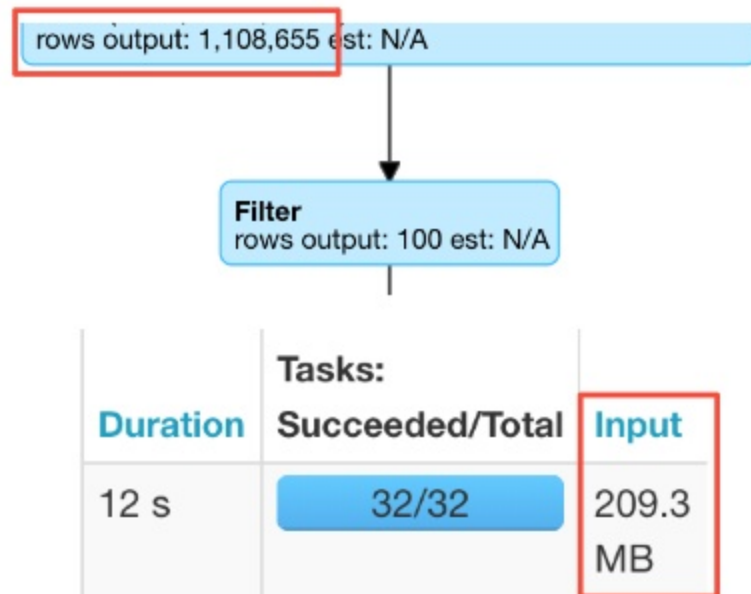 rows output: 1,108,655 est: N/A
Filter
rows output: 100 est: N/A
Duration
Tasks:
Succeeded/Total
Input
12 s
32/32
209.3
MB